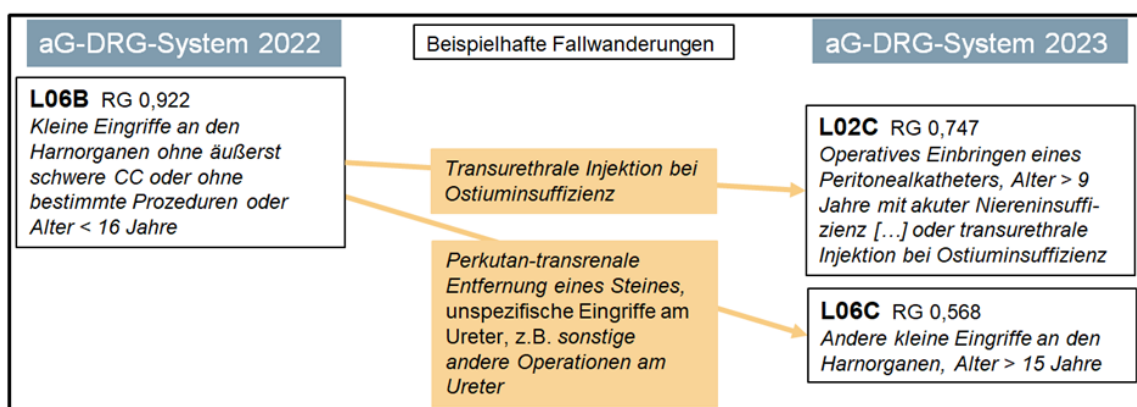 aG-DRG-System 2022
Beispielhafte Fallwanderungen
aG-DRG-System 2023
L06B RG 0,922
Kleine Eingriffe an den
Harnorganen ohne äußerst
schwere CC oder ohne
bestimmte Prozeduren oder
Alter < 16 Jahre
Transurethrale Injektion bei
Ostiuminsuffizienz
Perkutan-transrenale
Entfernung eines Steines,
unspezifische Eingriffe am
Ureter, z.B. sonstige
andere Operationen am
Ureter
L02C RG 0,747
Operatives Einbringen eines
Peritonealkatheters, Alter > 9
Jahre mit akuter Niereninsuffi-
zienz […] oder transurethrale
Injektion bei Ostiuminsuffizienz
L06C RG 0,568
Andere kleine Eingriffe an den
Harnorganen, Alter > 15 Jahre